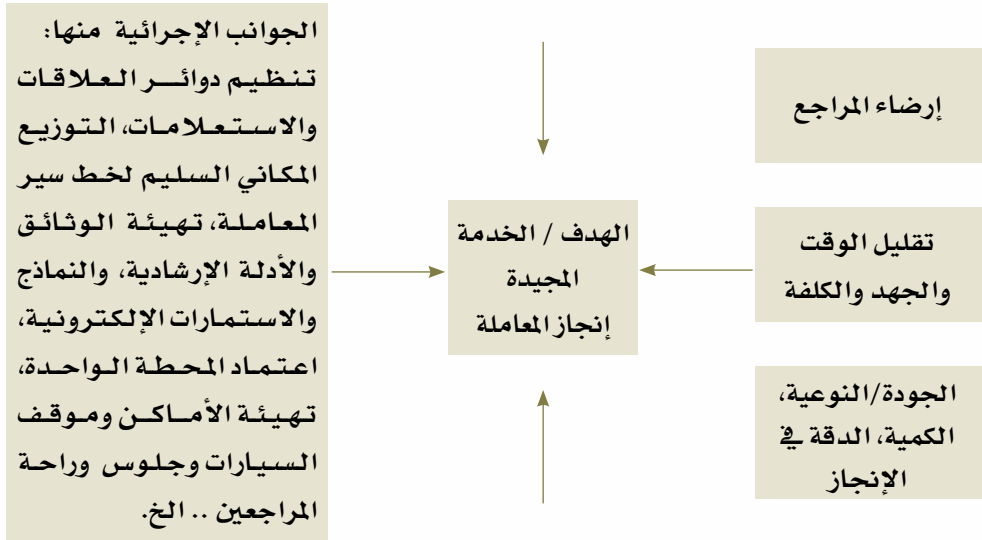 إرضاء المراجع
تقليل الوقت
والجهد والكلفة
الجودة/النوعية،
الكمية، الدقة في
الإنجاز
الهدف / الخدمة
المجيدة
إنجاز المعاملة
الجوانب الإجرائية منها:
تنظيم دوائر العلاقات
والاستعلامات، التوزيع
المكاني السليم لخط سير
المعاملة، تهيئة الوثائق
والأدلة الإرشادية، والنماذج
والاستمارات الإلكترونية،
اعتماد المحطة الواحدة،
تهيئة الأماكن وموقف
السيارات وجلوس وراحة
المراجعين .. الخ.